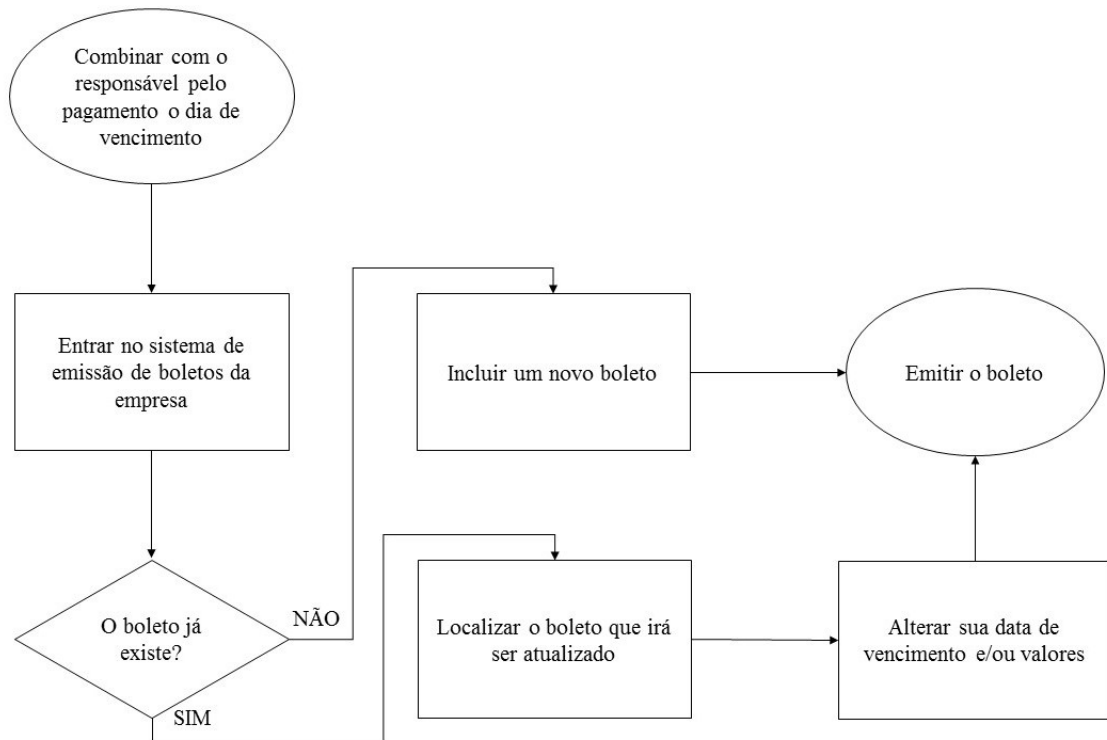 Combinar com o
responsável pelo
pagamento o dia de
vencimento
Entrar no sistema de
emissão de boletos da
empresa
O boleto já
existe?
NÃO
SIM
Incluir um novo boleto
Emitir o boleto
Localizar o boleto que irá
ser atualizado
Alterar sua data de
vencimento e/ou valores